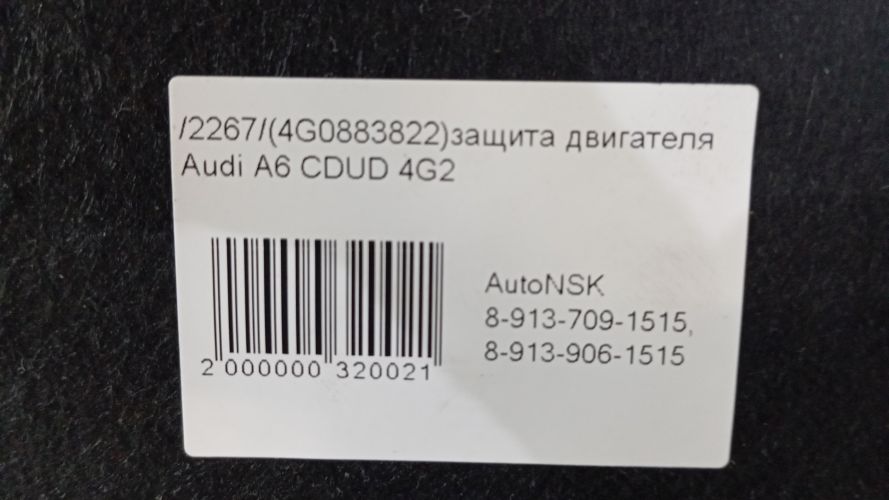 /2267/(4G0883822)защита двигателя
Audi A6 CDUD 4G2
AutoNSK
8-913-709-1515,
8-913-906-1515
2 000000 320021